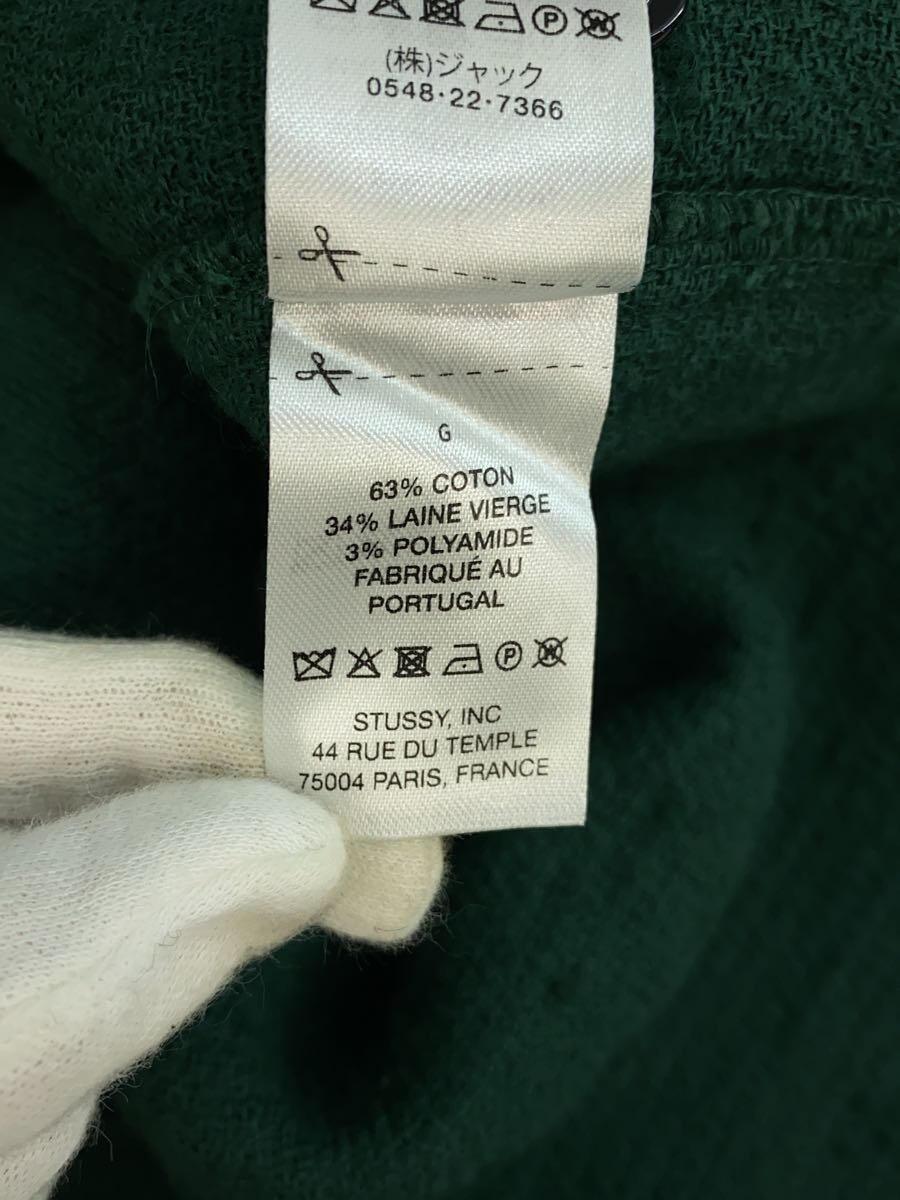 (株)ジャック
0548·22·7366
G
63% COTON
34% LAINE VIERGE
3% POLYAMIDE
FABRIQUÉ AU
PORTUGAL
P W
STUSSY, INC
44 RUE DU TEMPLE
75004 PARIS, FRANCE